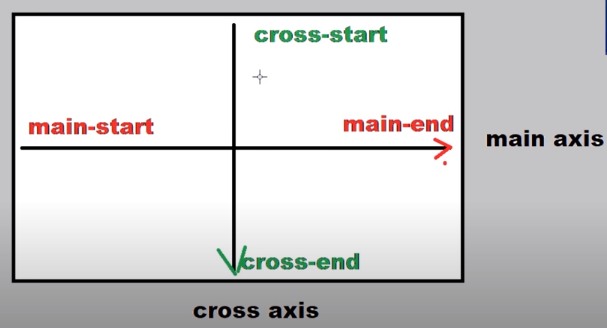 cross-start
main-start
main-end
main axis
cross-end
cross axis